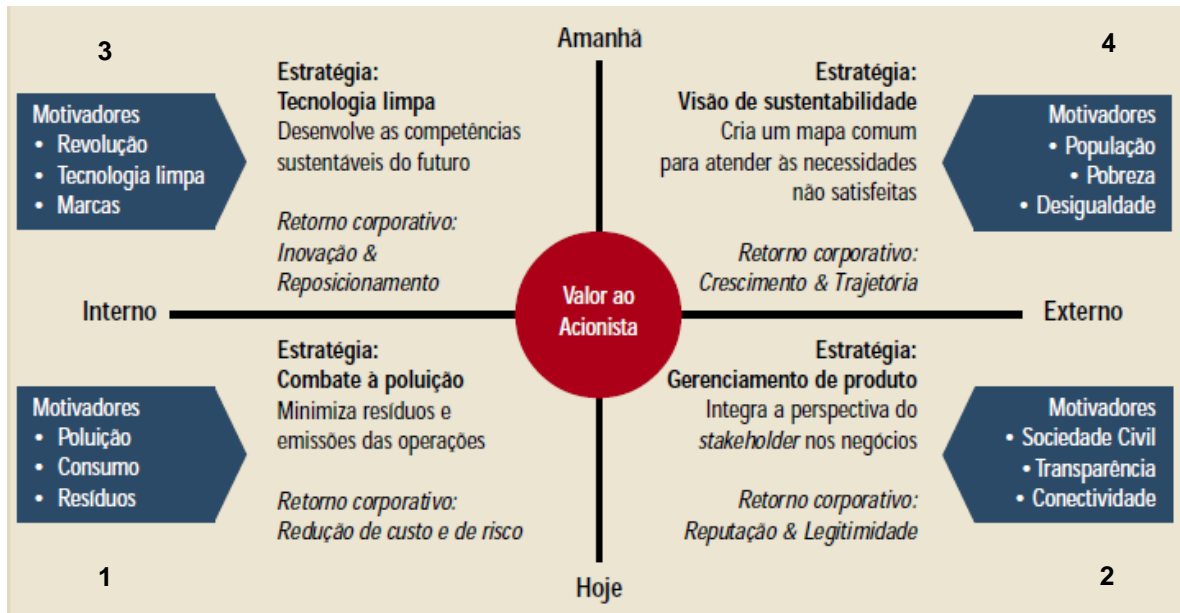 3
Amanhã
4
Estratégia:
Tecnologia limpa
Desenvolve as competências
sustentáveis do futuro
Retorno corporativo:
Inovação &
Reposicionamento
Motivadores
• Revolução
• Tecnologia limpa
• Marcas
Estratégia:
Visão de sustentabilidade
Cria um mapa comum
para atender às necessidades
não satisfeitas
Retorno corporativo:
Crescimento & Trajetória
Motivadores
• População
• Pobreza
• Desigualdade
Interno
Valor ao
Acionista
Externo
Motivadores
• Poluição
• Consumo
• Resíduos
Estratégia:
Combate à poluição
Minimiza resíduos e
emissões das operações
Retorno corporativo:
Redução de custo e de risco
Estratégia:
Gerenciamento de produto
Integra a perspectiva do
stakeholder nos negócios
Retorno corporativo:
Reputação & Legitimidade
Motivadores
• Sociedade Civil
• Transparência
• Conectividade
1
Hoje
2